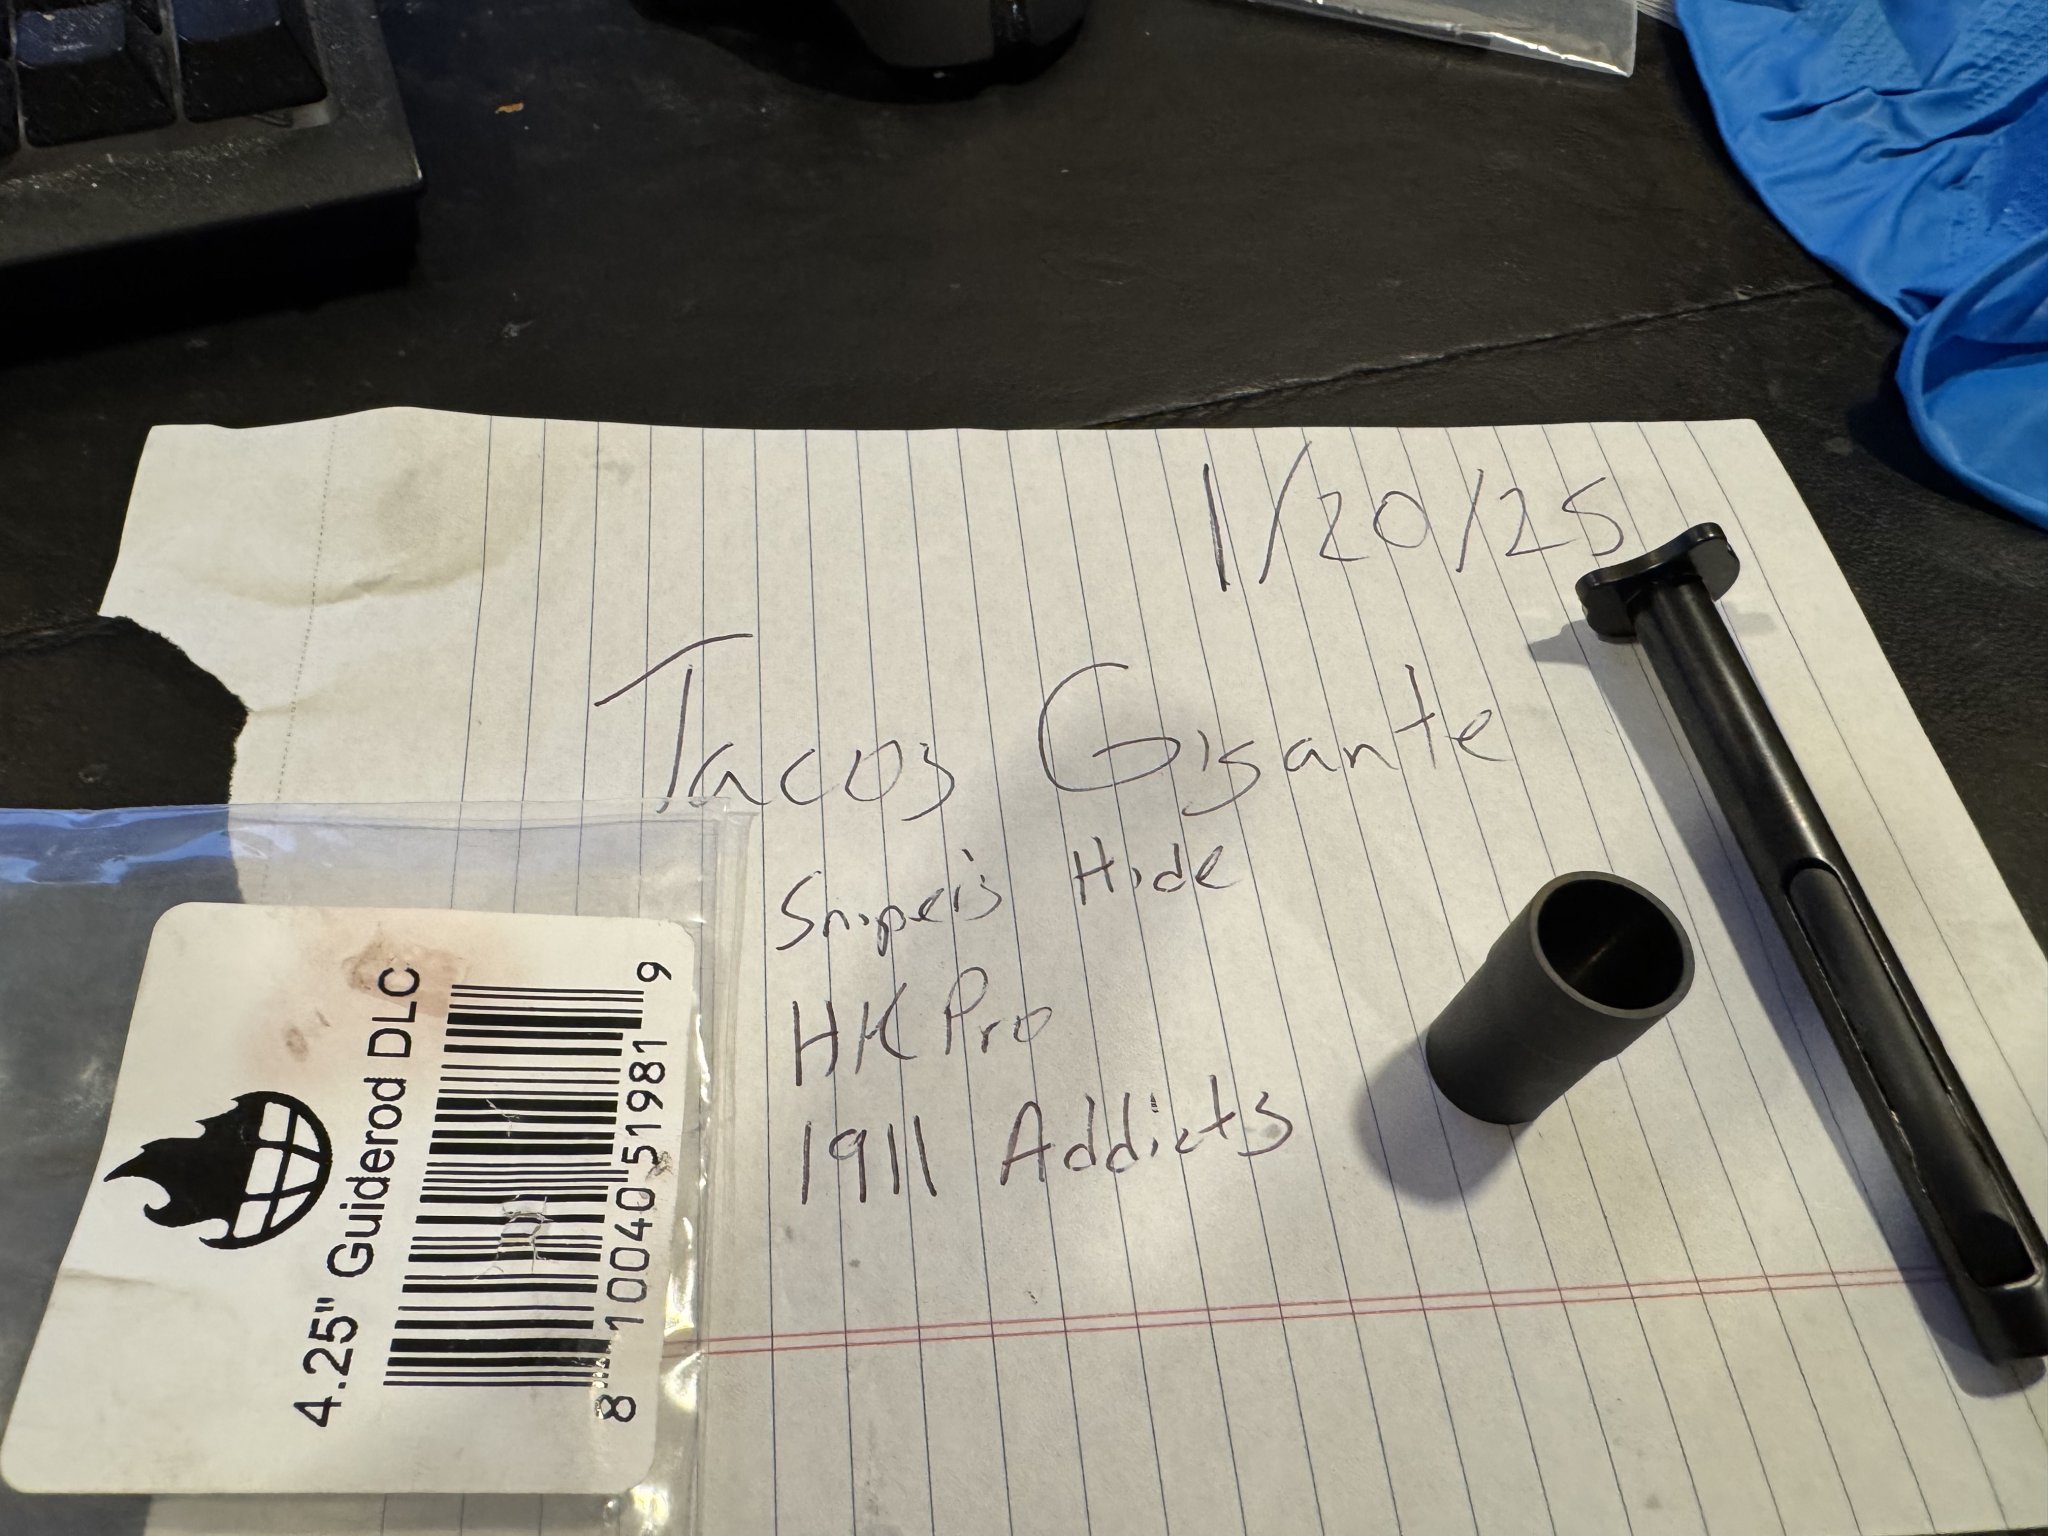 1/20/25
Tacos Gigante
Sniper's Hide
HK Pro
1911 Addicts
4.25" Guiderod DLC
8 10040 51981 9